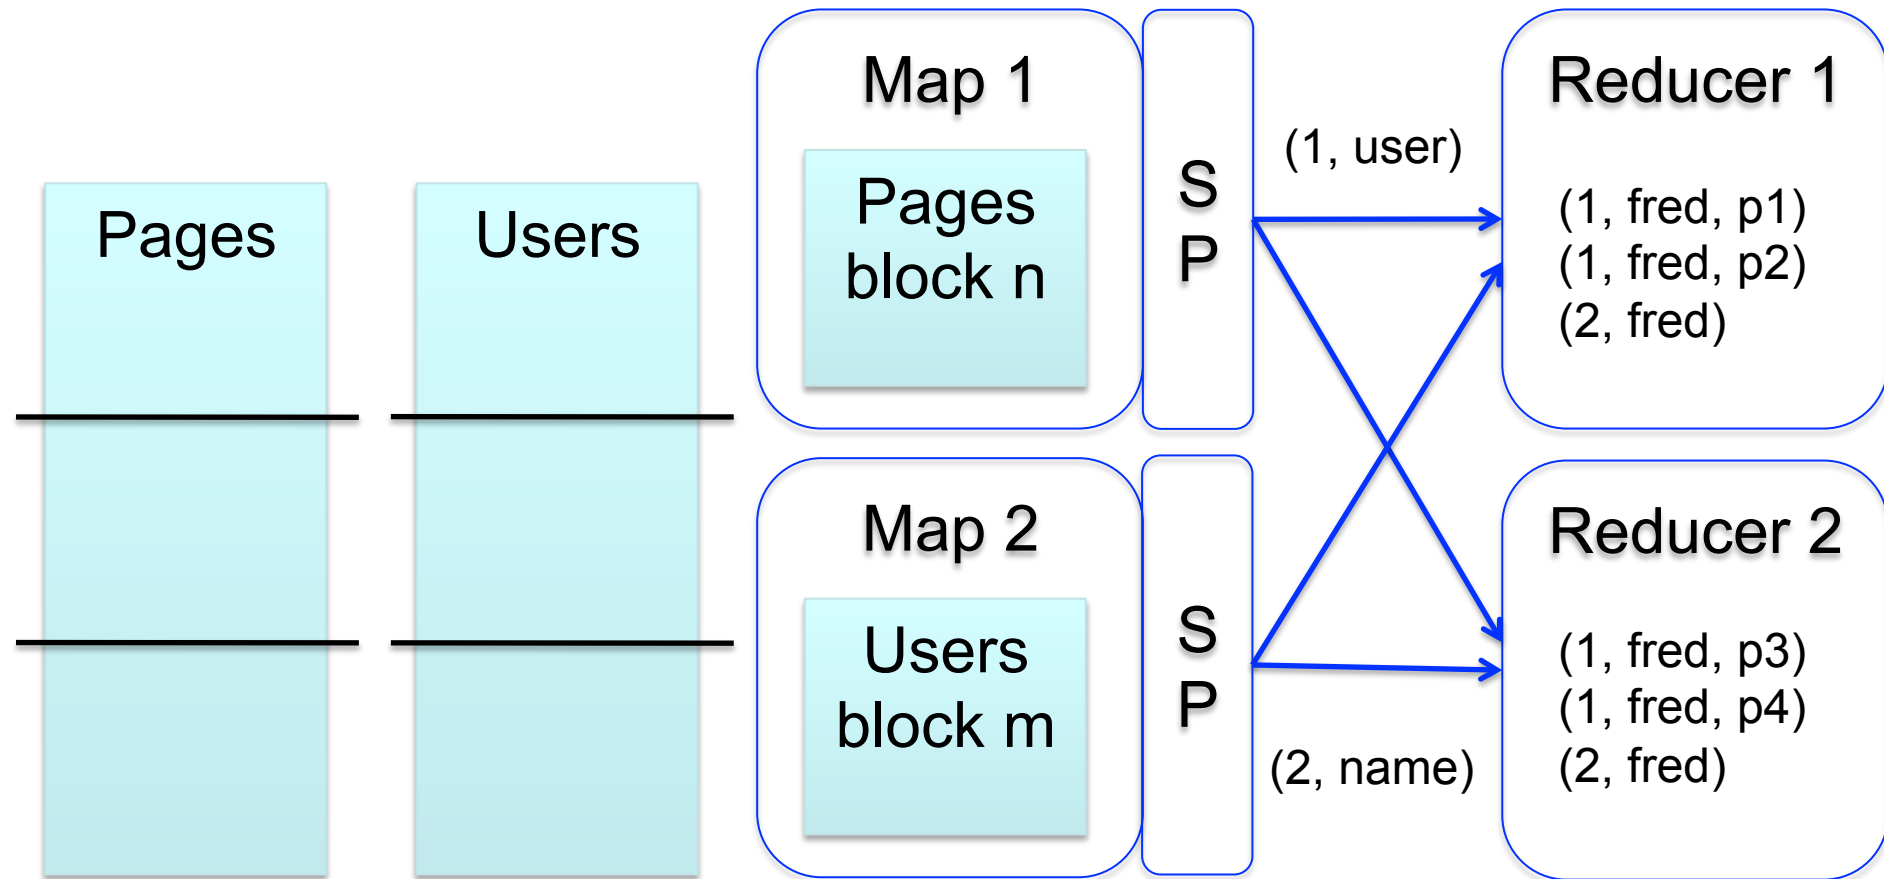 Pages
Users
Map 1
Pages
block n
S
P
(1, user)
Reducer 1
(1, fred, p1)
(1, fred, p2)
(2, fred)
Map 2
Users
block m
S
P
(2, name)
Reducer 2
(1, fred, p3)
(1, fred, p4)
(2, fred)